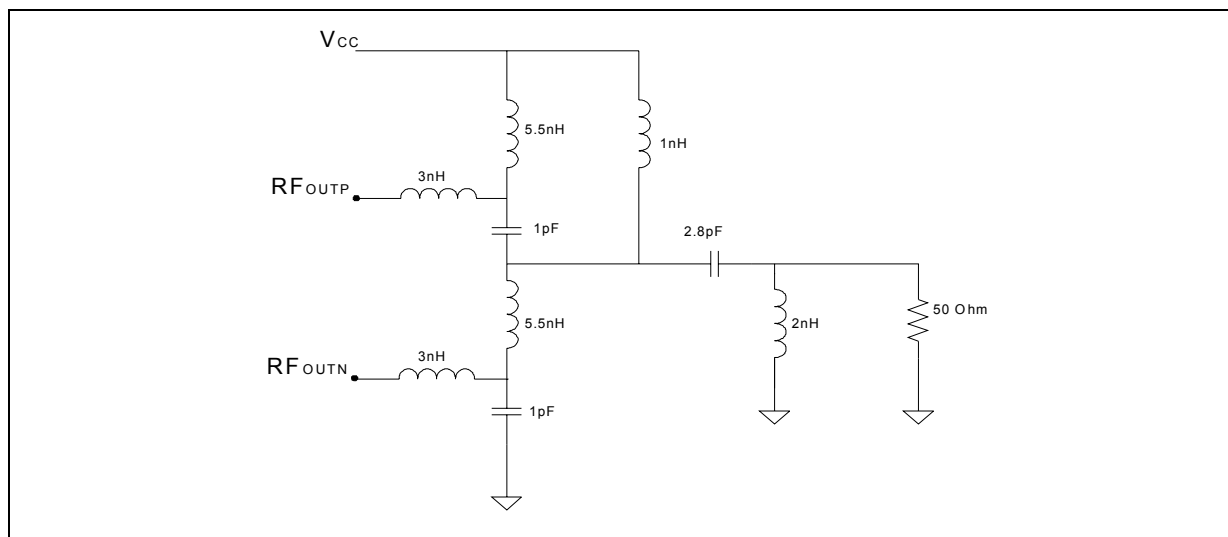 VCC
5.5nH
1nH
3nH
RFOUTP
1pF
2.8pF
5.5nH
2nH
50 Ohm
3nH
RFOUTN
1pF